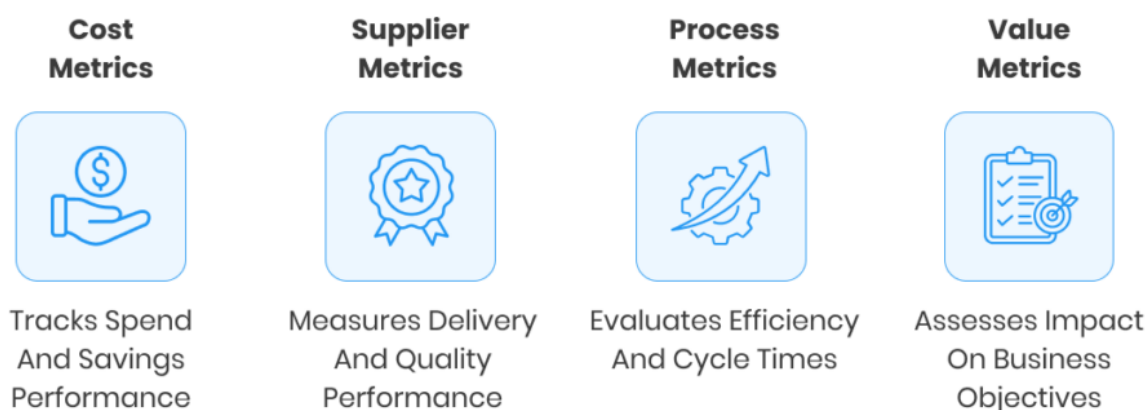 Cost
Metrics
Supplier
Metrics
Process
Metrics
Value
Metrics
$
Tracks Spend
And Savings
Performance
Measures Delivery
And Quality
Performance
Evaluates Efficiency
And Cycle Times
Assesses Impact
On Business
Objectives